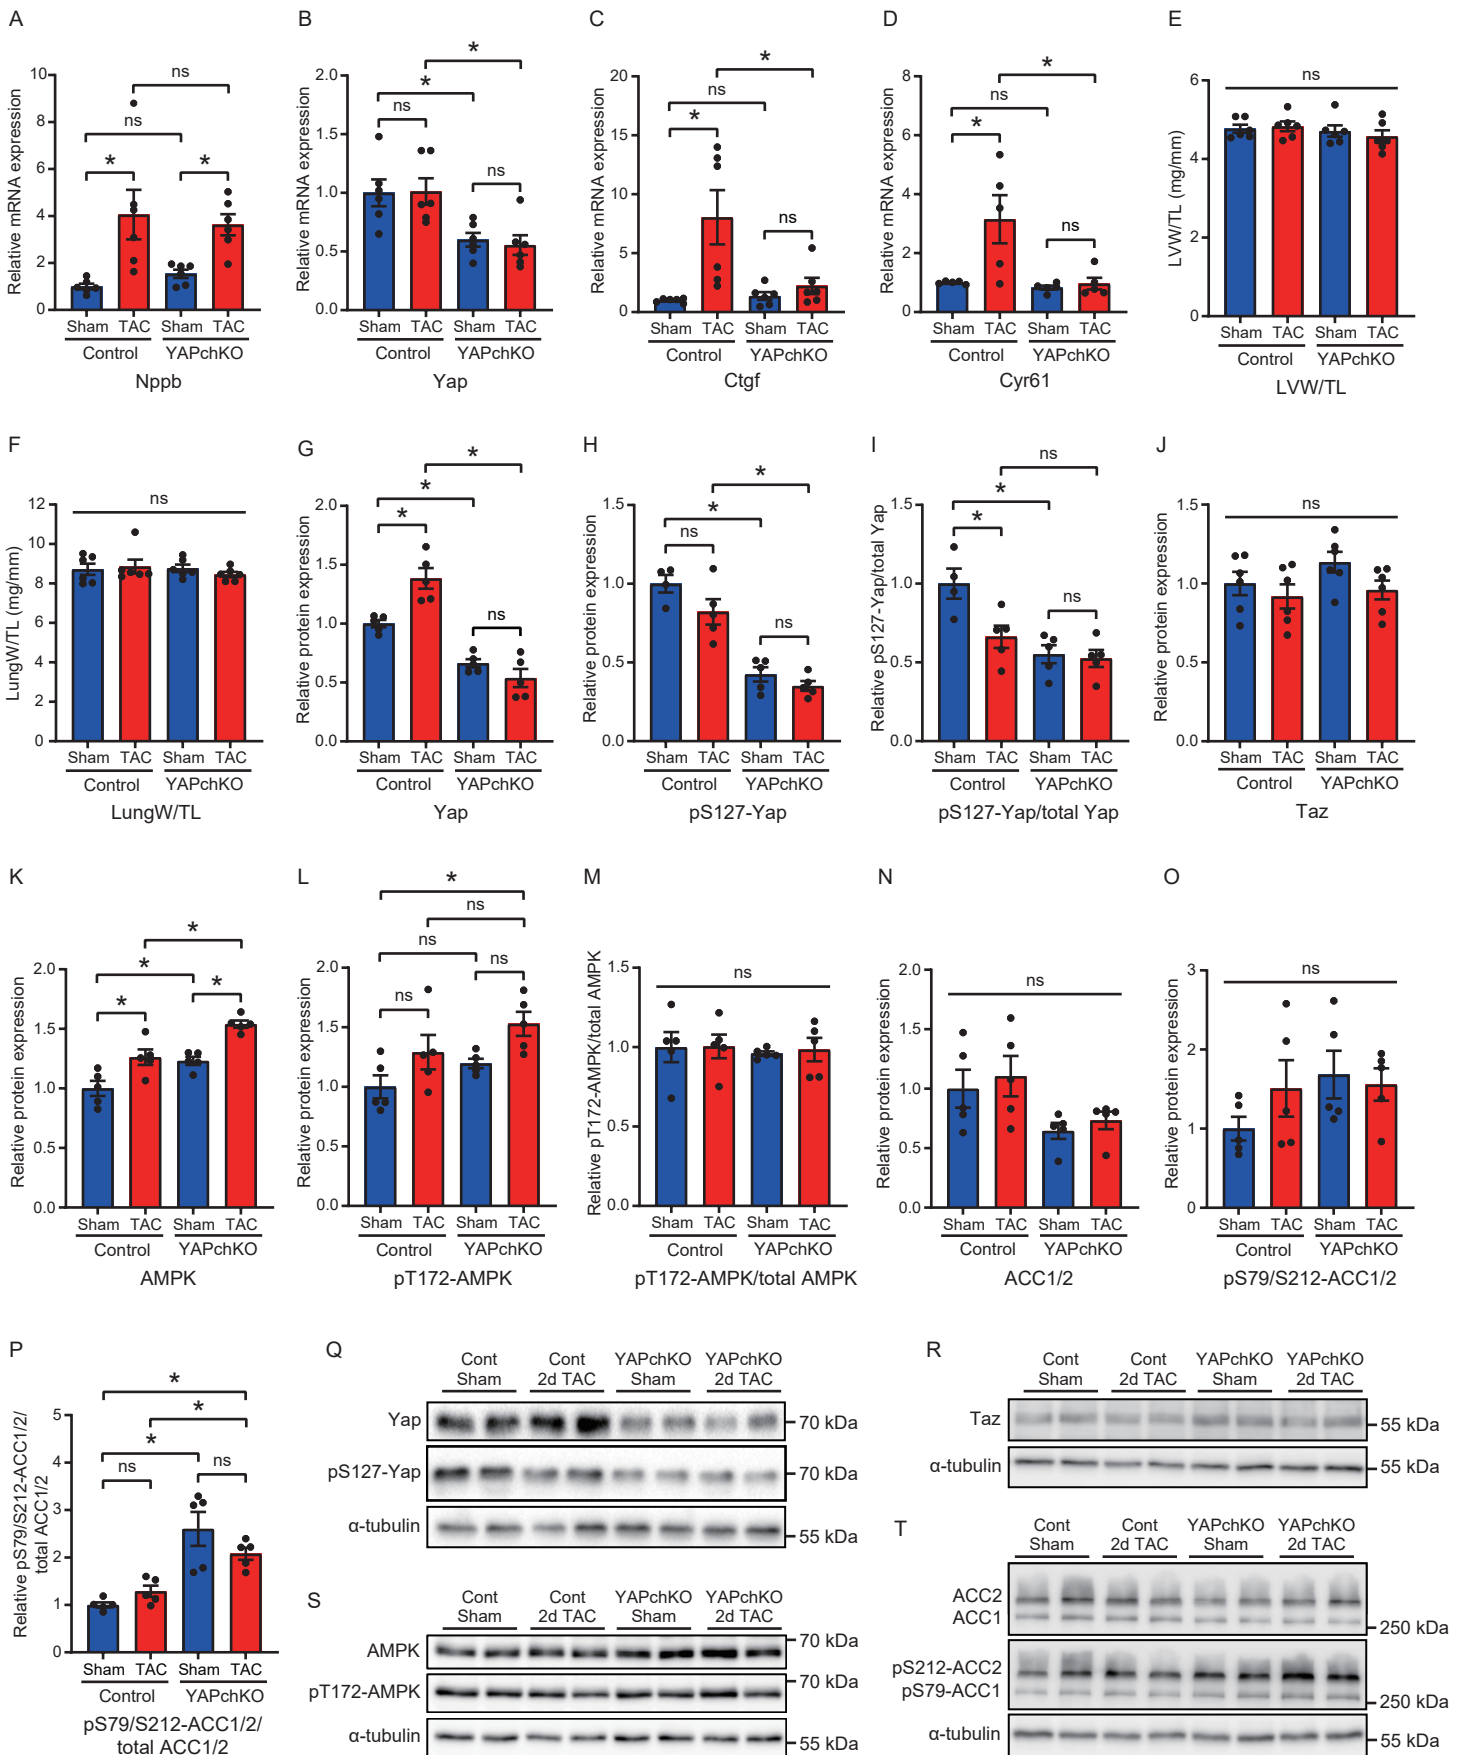 A
Relative mRNA expression
10
8
6
4
2
0
ns
ns
*
*
Sham TAC Sham TAC
Control YAPchKO
Nppb
B
Relative mRNA expression
2.0
1.5
1.0
0.5
0.0
*
*
ns
ns
Sham TAC Sham TAC
Control YAPchKO
Yap
C
Relative mRNA expression
20
15
10
5
0
*
ns
*
ns
Sham TAC Sham TAC
Control YAPchKO
Ctgf
D
Relative mRNA expression
8
6
4
2
0
*
ns
*
ns
Sham TAC Sham TAC
Control YAPchKO
Cyr61
E
LVW/TL (mg/mm)
6
4
2
0
ns
Sham TAC Sham TAC
Control YAPchKO
LVW/TL
F
LungW/TL (mg/mm)
12
10
8
6
4
2
0
ns
Sham TAC Sham TAC
Control YAPchKO
LungW/TL
G
Relative protein expression
2.0
1.5
1.0
0.5
0.0
*
*
*
ns
Sham TAC Sham TAC
Control YAPchKO
Yap
H
Relative protein expression
1.5
1.0
0.5
0.0
*
*
ns
ns
Sham TAC Sham TAC
Control YAPchKO
pS127-Yap
I
Relative pS127-Yap/total Yap
1.5
1.0
0.5
0.0
ns
*
*
ns
Sham TAC Sham TAC
Control YAPchKO
pS127-Yap/total Yap
J
Relative protein expression
1.5
1.0
0.5
0.0
ns
Sham TAC Sham TAC
Control YAPchKO
Taz
K
Relative protein expression
2.0
1.5
1.0
0.5
0.0
*
*
*
*
Sham TAC Sham TAC
Control YAPchKO
AMPK
L
Relative protein expression
2.0
1.5
1.0
0.5
0.0
*
ns
ns
ns
ns
Sham TAC Sham TAC
Control YAPchKO
pT172-AMPK
M
Relative pT172-AMPK/total AMPK
1.5
1.0
0.5
0.0
ns
Sham TAC Sham TAC
Control YAPchKO
pT172-AMPK/total AMPK
N
Relative protein expression
2.0
1.5
1.0
0.5
0.0
ns
Sham TAC Sham TAC
Control YAPchKO
ACC1/2
O
Relative protein expression
3
2
1
0
ns
Sham TAC Sham TAC
Control YAPchKO
pS79/S212-ACC1/2
P
Relative pS79/S212-ACC1/2/
total ACC1/2
5
4
3
2
1
0
*
*
*
ns
ns
Sham TAC Sham TAC
Control YAPchKO
pS79/S212-ACC1/2/
total ACC1/2
Q
Cont Cont YAPchKO YAPchKO
Sham 2d TAC Sham 2d TAC
Yap 70 kDa
pS127-Yap 70 kDa
α-tubulin 55 kDa
R
Cont Cont YAPchKO YAPchKO
Sham 2d TAC Sham 2d TAC
Taz 55 kDa
α-tubulin 55 kDa
S
Cont Cont YAPchKO YAPchKO
Sham 2d TAC Sham 2d TAC
AMPK 70 kDa
pT172-AMPK 70 kDa
α-tubulin 55 kDa
T
Cont Cont YAPchKO YAPchKO
Sham 2d TAC Sham 2d TAC
ACC2
ACC1 250 kDa
pS212-ACC2
pS79-ACC1 250 kDa
α-tubulin 55 kDa